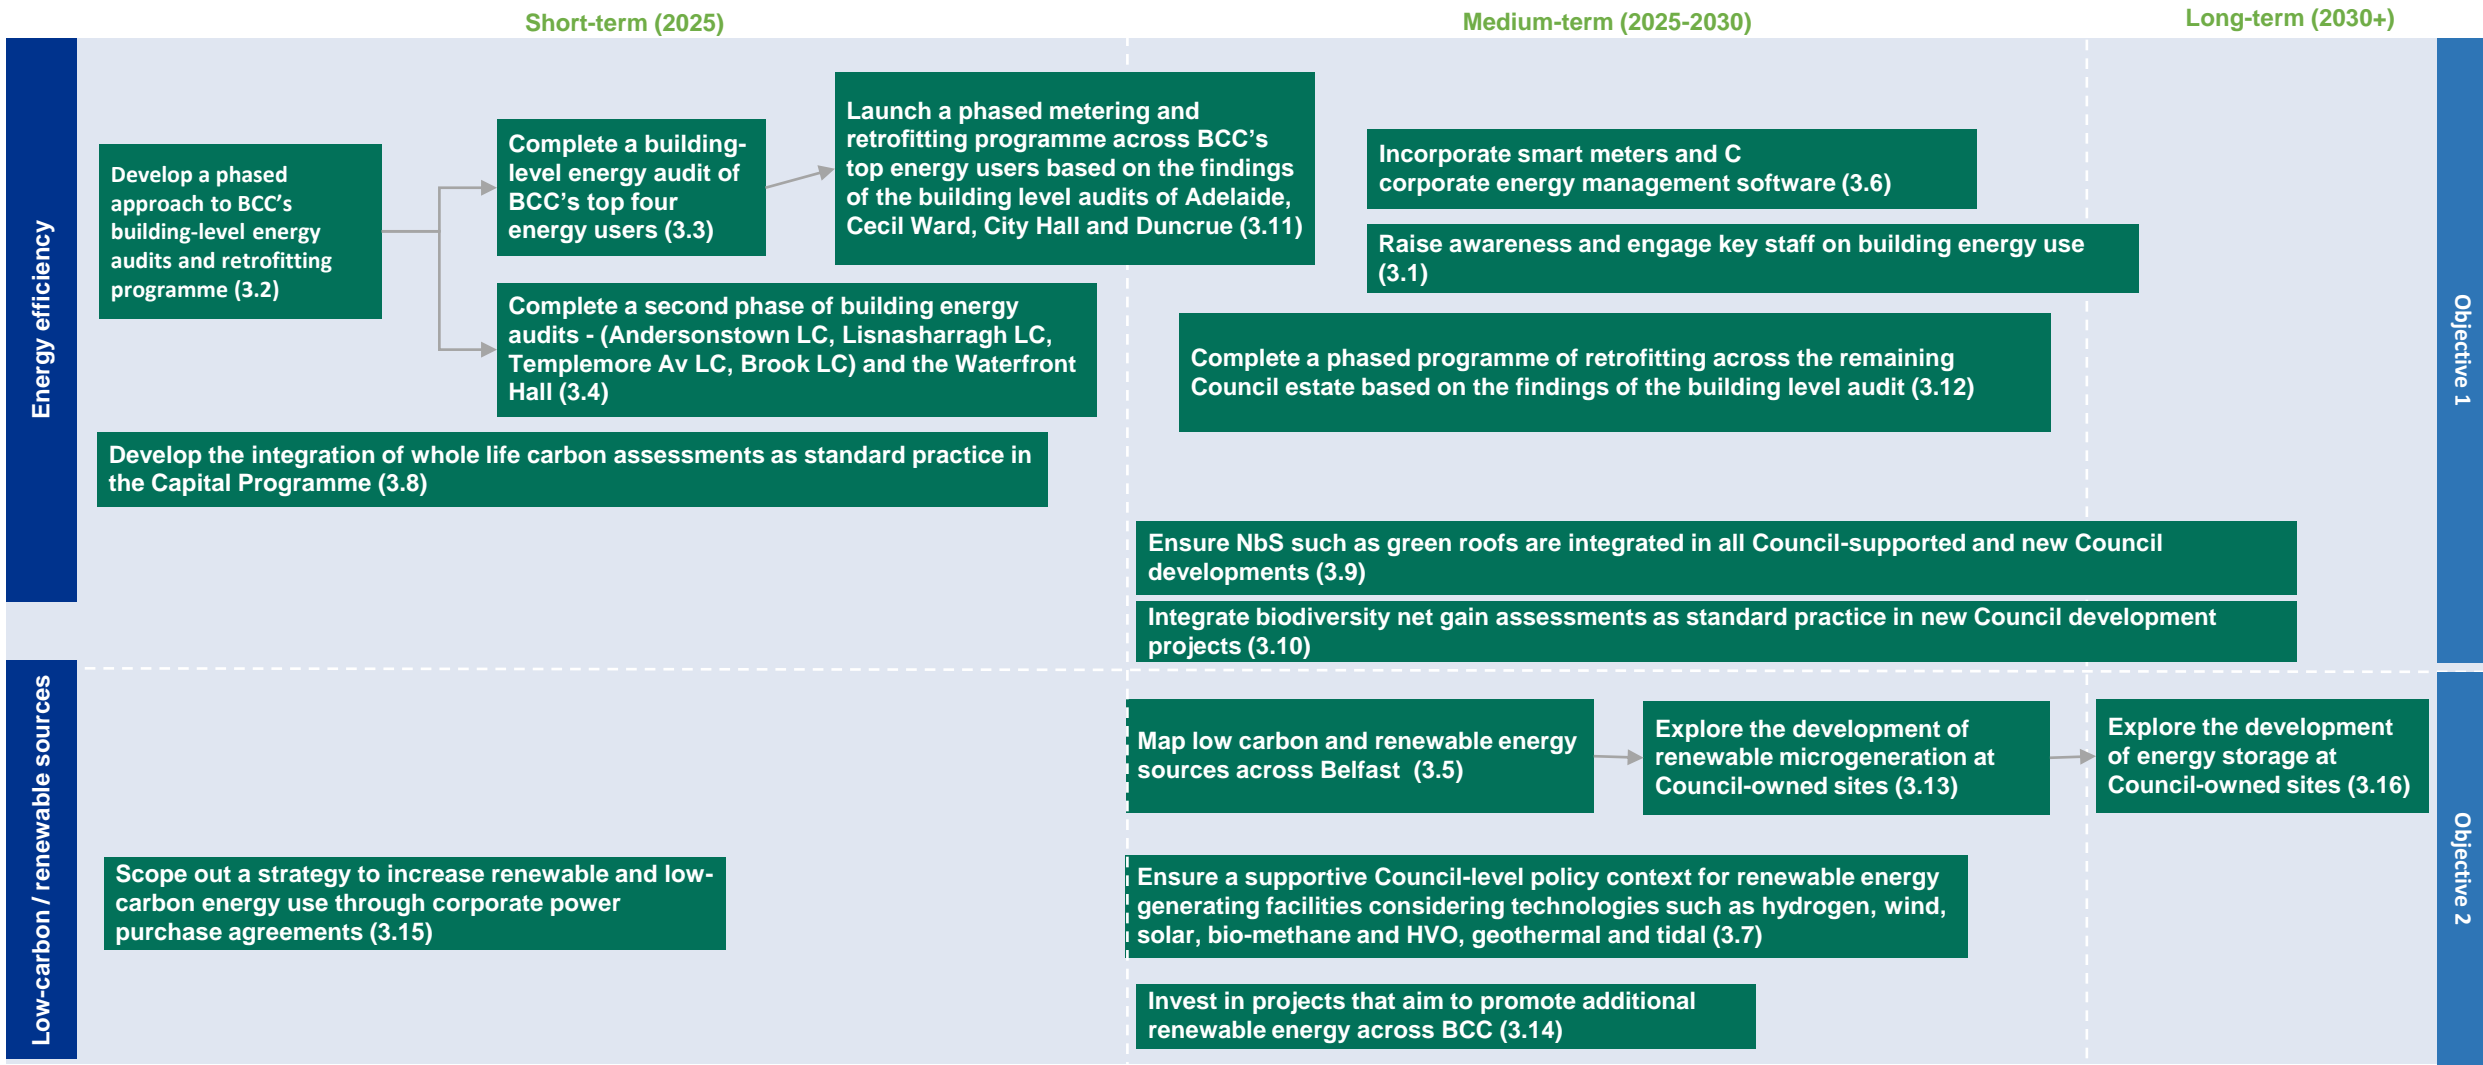 Short-term (2025)
Medium-term (2025-2030)
Long-term (2030+)
Energy efficiency
Develop a phased
approach to BCC's
building-level energy
audits and retrofitting
programme (3.2)
Complete a building-
level energy audit of
BCC's top four
energy users (3.3)
Launch a phased metering and
retrofitting programme across BCC's
top energy users based on the findings
of the building level audits of Adelaide,
Cecil Ward, City Hall and Duncrue (3.11)
Incorporate smart meters and C
corporate energy management software (3.6)
Raise awareness and engage key staff on building energy use
(3.1)
Complete a second phase of building energy
audits - (Andersonstown LC, Lisnasharragh LC,
Templemore Av LC, Brook LC) and the Waterfront
Hall (3.4)
Complete a phased programme of retrofitting across the remaining
Council estate based on the findings of the building level audit (3.12)
Develop the integration of whole life carbon assessments as standard practice in
the Capital Programme (3.8)
Ensure NbS such as green roofs are integrated in all Council-supported and new Council
developments (3.9)
Integrate biodiversity net gain assessments as standard practice in new Council development
projects (3.10)
Objective 1
Low-carbon / renewable sources
Map low carbon and renewable energy
sources across Belfast (3.5)
Explore the development of
renewable microgeneration at
Council-owned sites (3.13)
Explore the development
of energy storage at
Council-owned sites (3.16)
Scope out a strategy to increase renewable and low-
carbon energy use through corporate power
purchase agreements (3.15)
Ensure a supportive Council-level policy context for renewable energy
generating facilities considering technologies such as hydrogen, wind,
solar, bio-methane and HVO, geothermal and tidal (3.7)
Invest in projects that aim to promote additional
renewable energy across BCC (3.14)
Objective 2